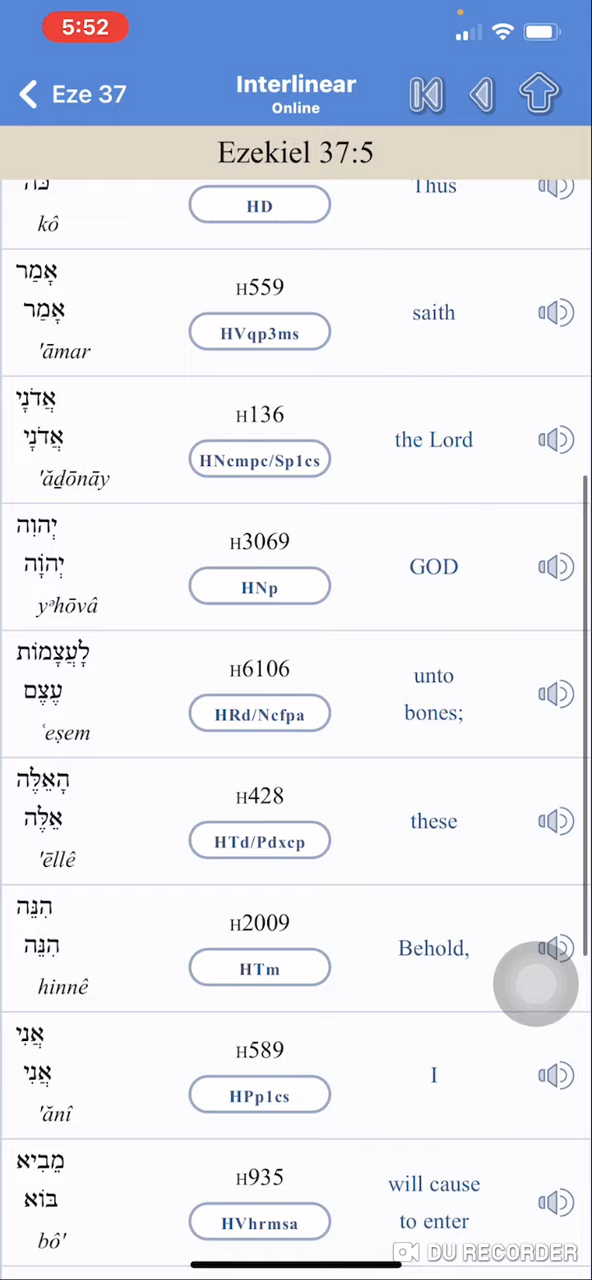 5:52
Eze 37
Interlinear
Online
Ezekiel 37:5
כֹּה
kô
HD
Thus
אָמַר
אָמַר
'āmar
H559
HVqp3ms
saith
אֲדֹנָי
אֲדֹנָי
'ăḏōnāy
H136
HNcmpc/Sp1cs
the Lord
יְהוִה
יְהוָֹה
yᵊhōvâ
H3069
HNp
GOD
לָעֲצָמוֹת
עֶצֶם
ʿeṣem
H6106
HRd/Ncfpa
unto
bones;
הָאֵלֶּה
אֵלֶּה
'ēllê
H428
HTd/Pdxcp
these
הִנֵּה
הִנֵּה
hinnê
H2009
HTm
Behold,
אֲנִי
אֲנִי
'ănî
H589
HPp1cs
I
מֵבִיא
בּוֹא
bô'
H935
HVhrmsa
will cause
to enter
DU RECORDER